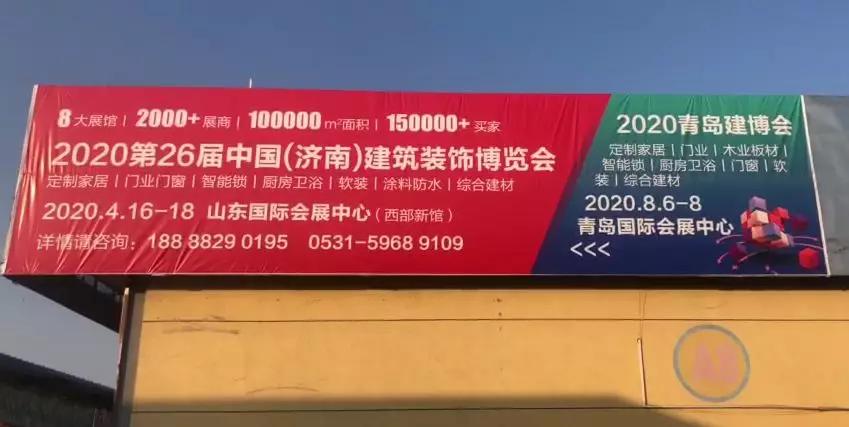 8大展馆 | 2000+展商 | 100000m²面积 | 150000+买家
2020第26届中国(济南)建筑装饰博览会
定制家居 | 门业门窗 | 智能锁 | 厨房卫浴 | 软装 | 涂料防水 | 综合建材
2020.4.16-18 山东国际会展中心(西部新馆)
详情请咨询: 188 8829 0195 0531-5968 9109
2020青岛建博会
定制家居 | 门业 | 木业板材 |
智能锁 | 厨房卫浴 | 门窗 | 软
装 | 综合建材
2020.8.6-8
青岛国际会展中心
<<<